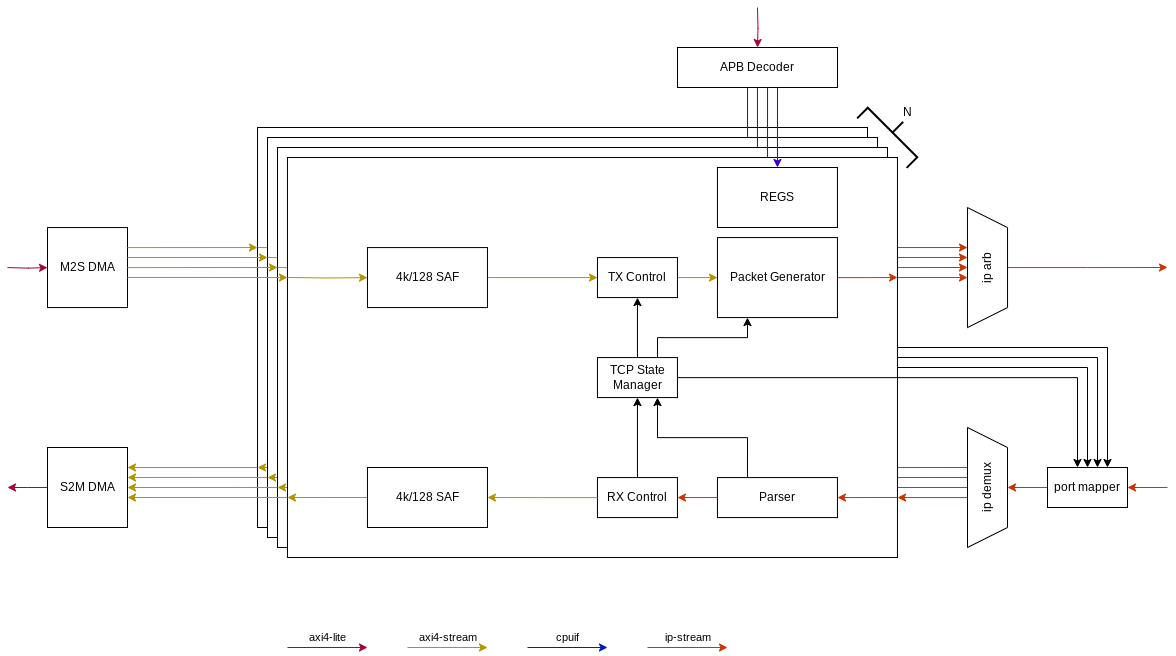 APB Decoder
N
REGS
M2S DMA
4k/128 SAF
TX Control
Packet Generator
ip arb
TCP State
Manager
S2M DMA
4k/128 SAF
RX Control
Parser
ip demux
port mapper
axi4-lite
axi4-stream
cpuif
ip-stream